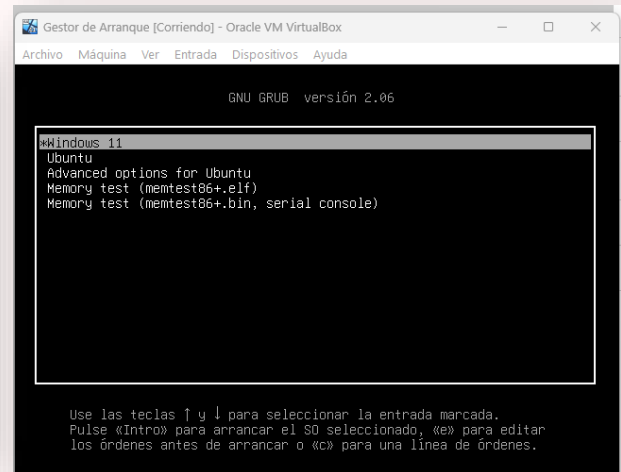 Gestor de Arranque [Corriendo] - Oracle VM VirtualBox
Archivo Máquina Ver Entrada Dispositivos Ayuda
GNU GRUB versión 2.06
*Windows 11
Ubuntu
Advanced options for Ubuntu
Memory test (memtest86+.elf)
Memory test (memtest86+.bin, serial console)
Use las teclas ↑ y ↓ para seleccionar la entrada marcada.
Pulse «Intro» para arrancar el SO seleccionado, «e» para editar
los órdenes antes de arrancar o «c» para una línea de órdenes.